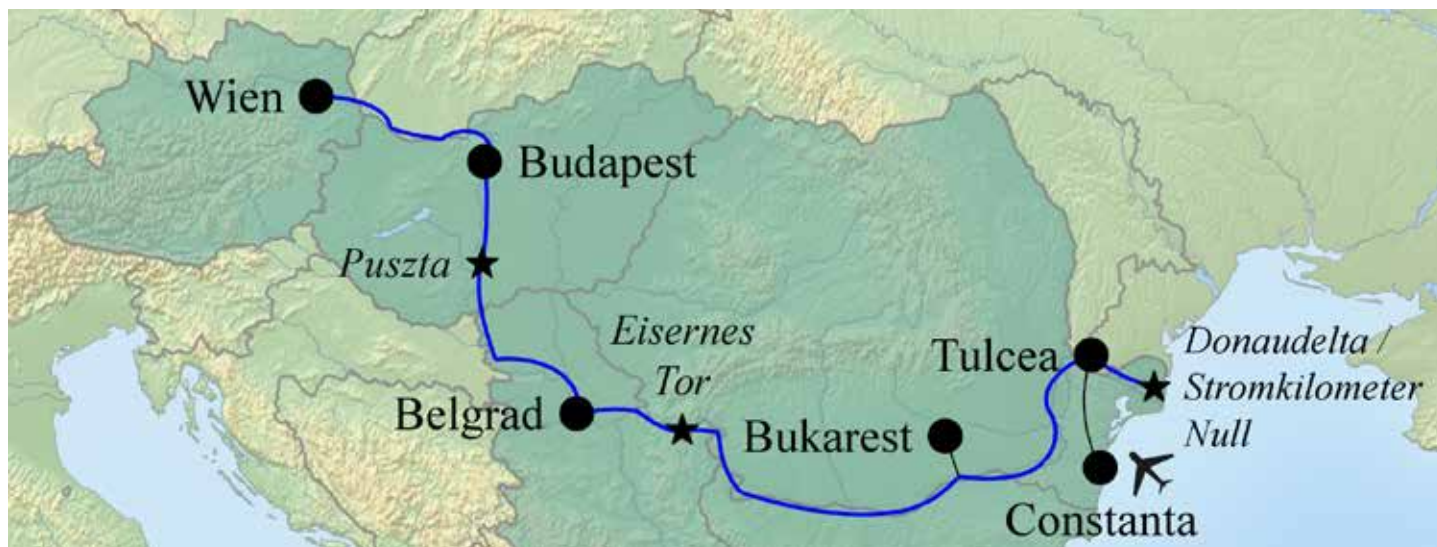 Wien
Budapest
Puszta
Eisernes
Tor
Belgrad
Bukarest
Tulcea
Donaudelta /
Stromkilometer
Null
Constanta